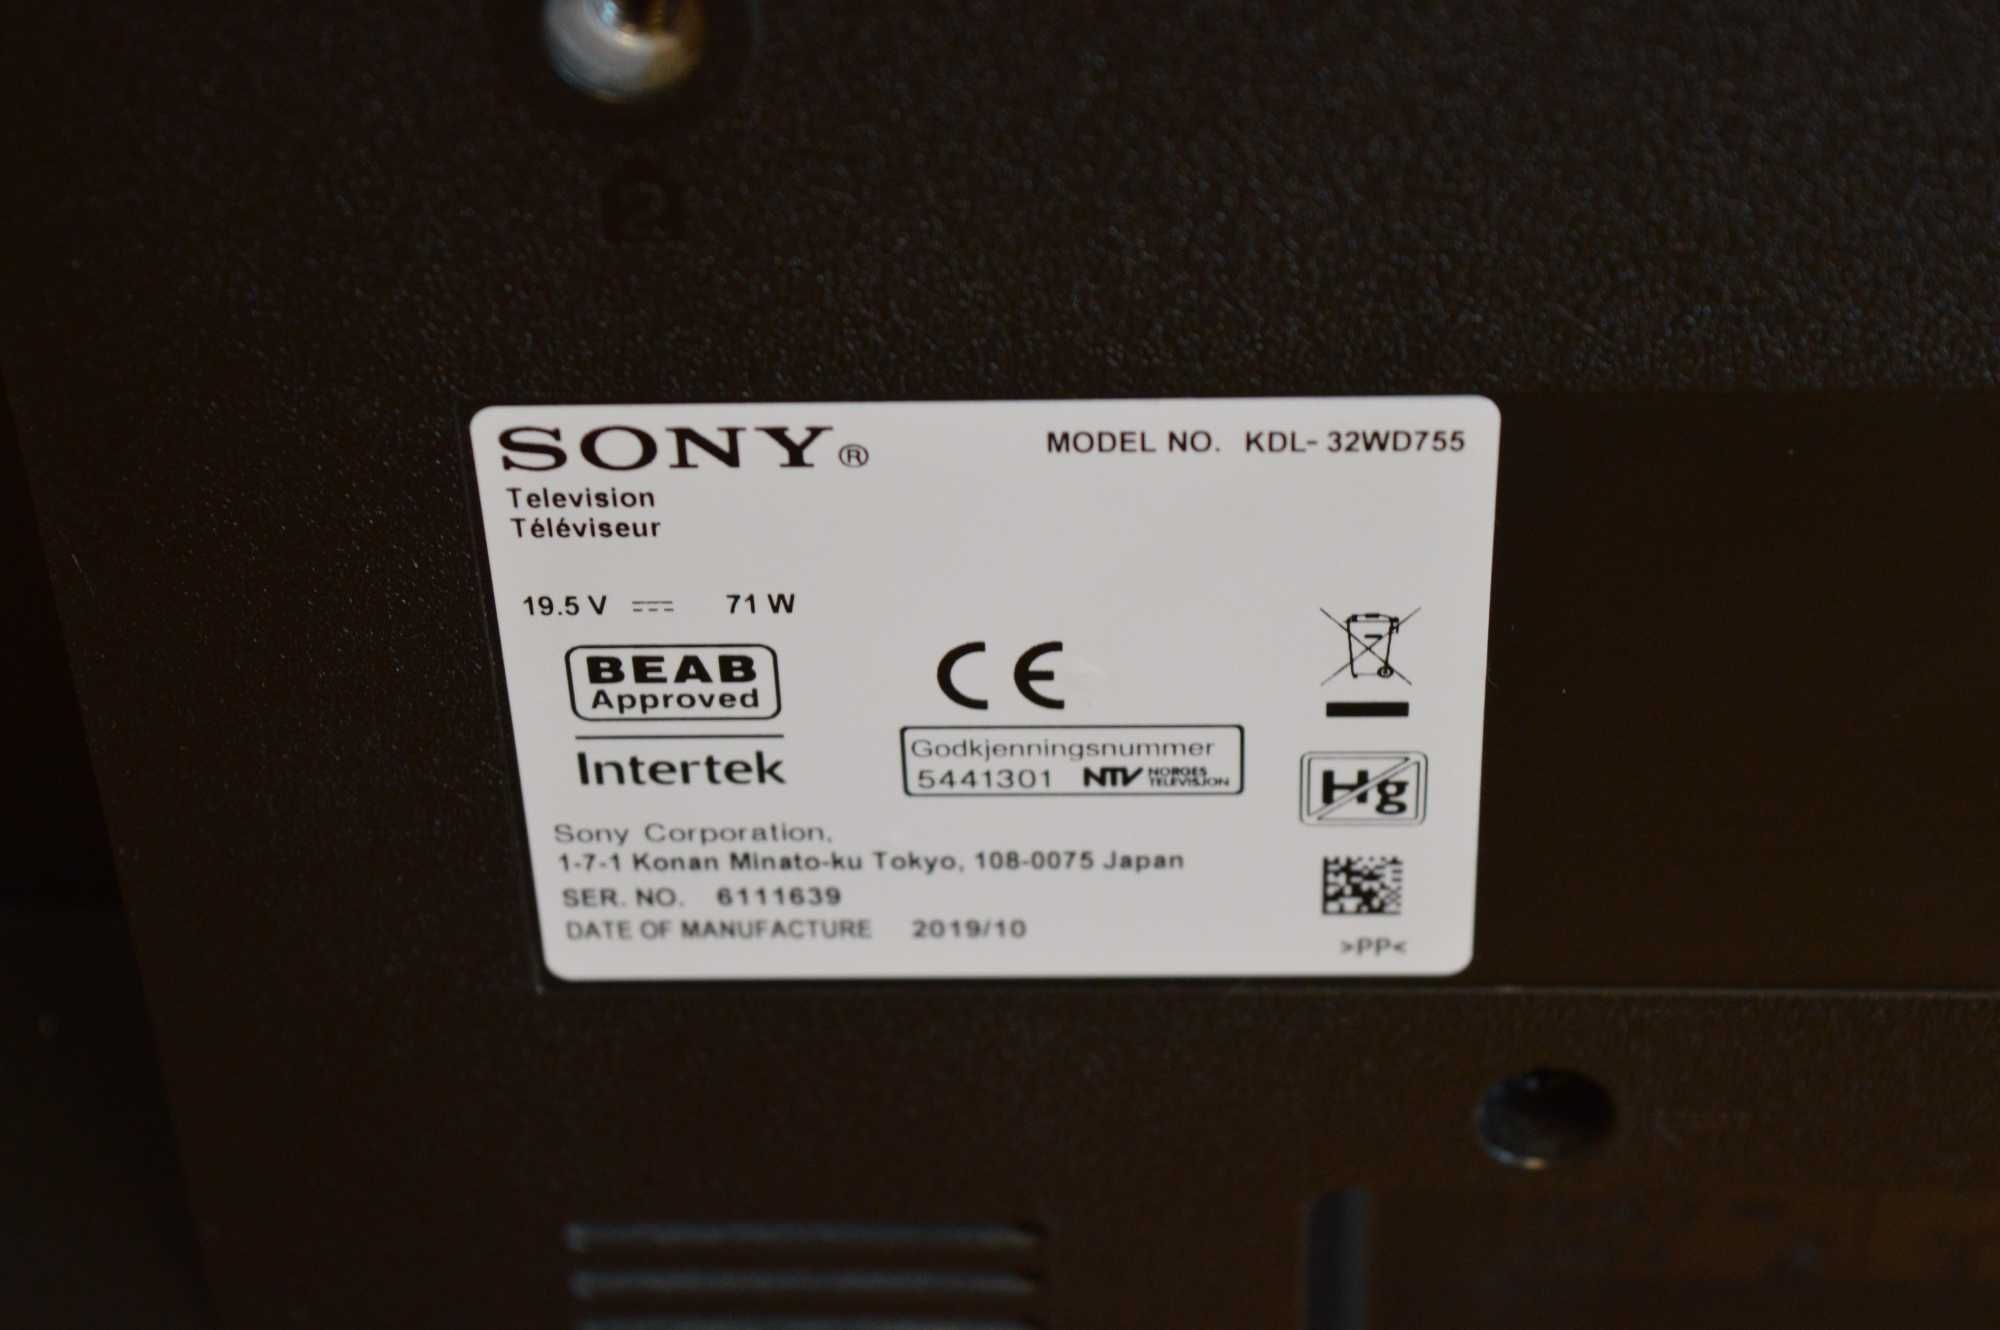 2
SONY®
MODEL NO. KDL-32WD755
Television
Téléviseur
19.5 V ⎓ 71 W
BEAB
Approved
Intertek
CE
Godkjenningsnummer
5441301 NTV NORGES TELEVISJON
Hg
Sony Corporation,
1-7-1 Konan Minato-ku Tokyo, 108-0075 Japan
SER. NO. 6111639
DATE OF MANUFACTURE 2019/10
>PP<